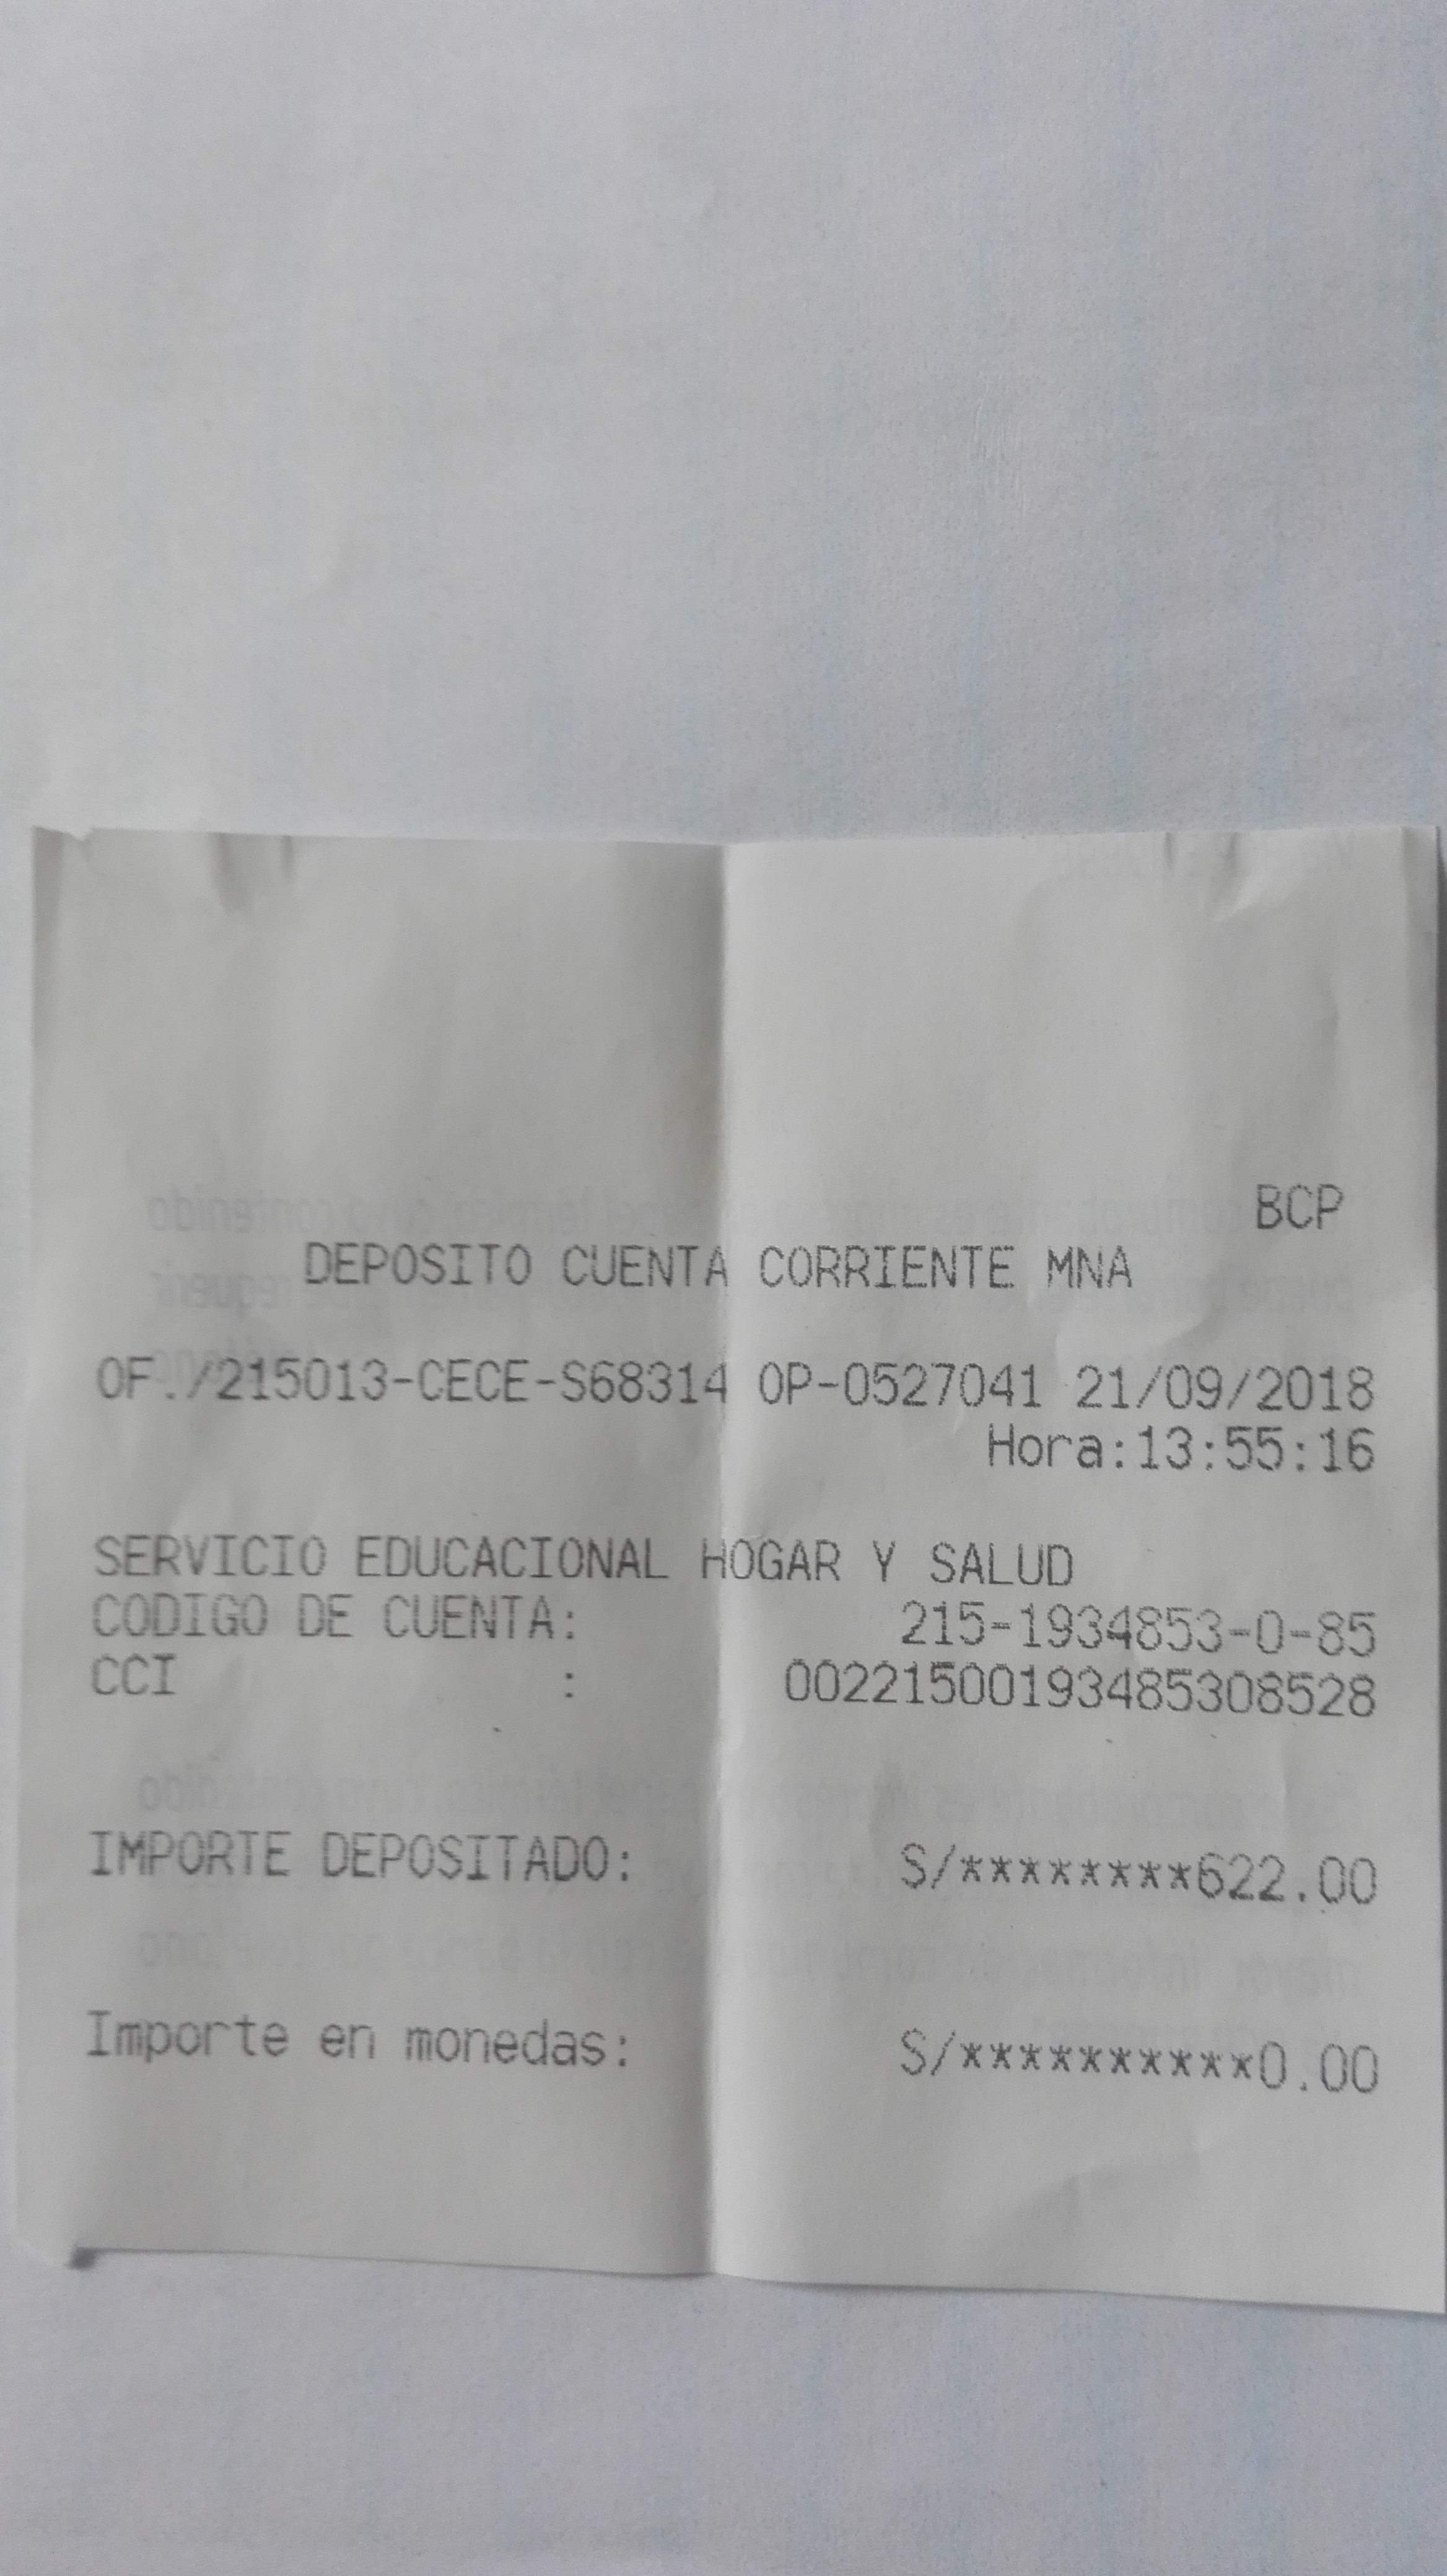 BCP
DEPOSITO CUENTA CORRIENTE MNA
OF./215013-CECE-S68314 OP-0527041 21/09/2018
Hora:13:55:16
SERVICIO EDUCACIONAL HOGAR Y SALUD
CODIGO DE CUENTA: 215-1934853-0-85
CCI : 00221500193485308528
IMPORTE DEPOSITADO: S/********622.00
Importe en monedas: S/**********0.00